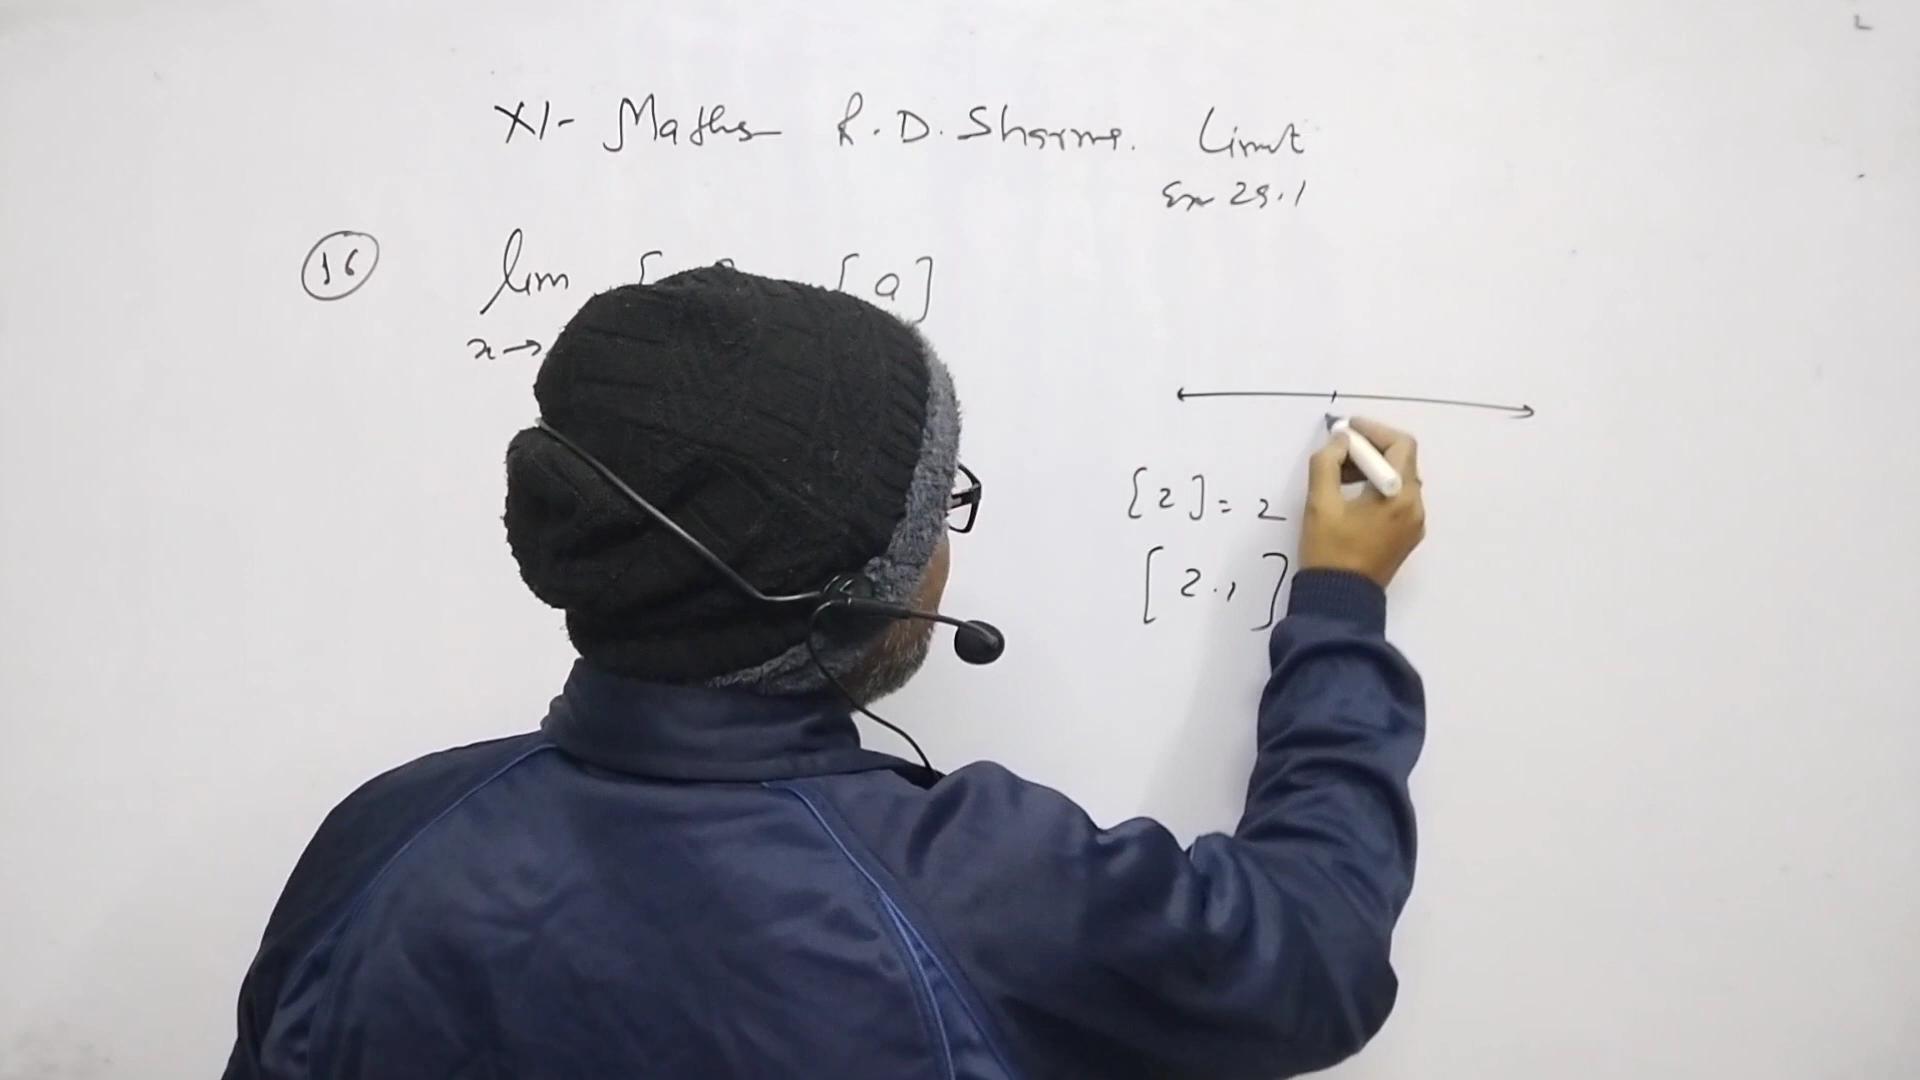 XI- Maths R.D. Sharma. Limit
Ex 29.1
16 lim [ [a]
x→
[2] = 2
[2.1]